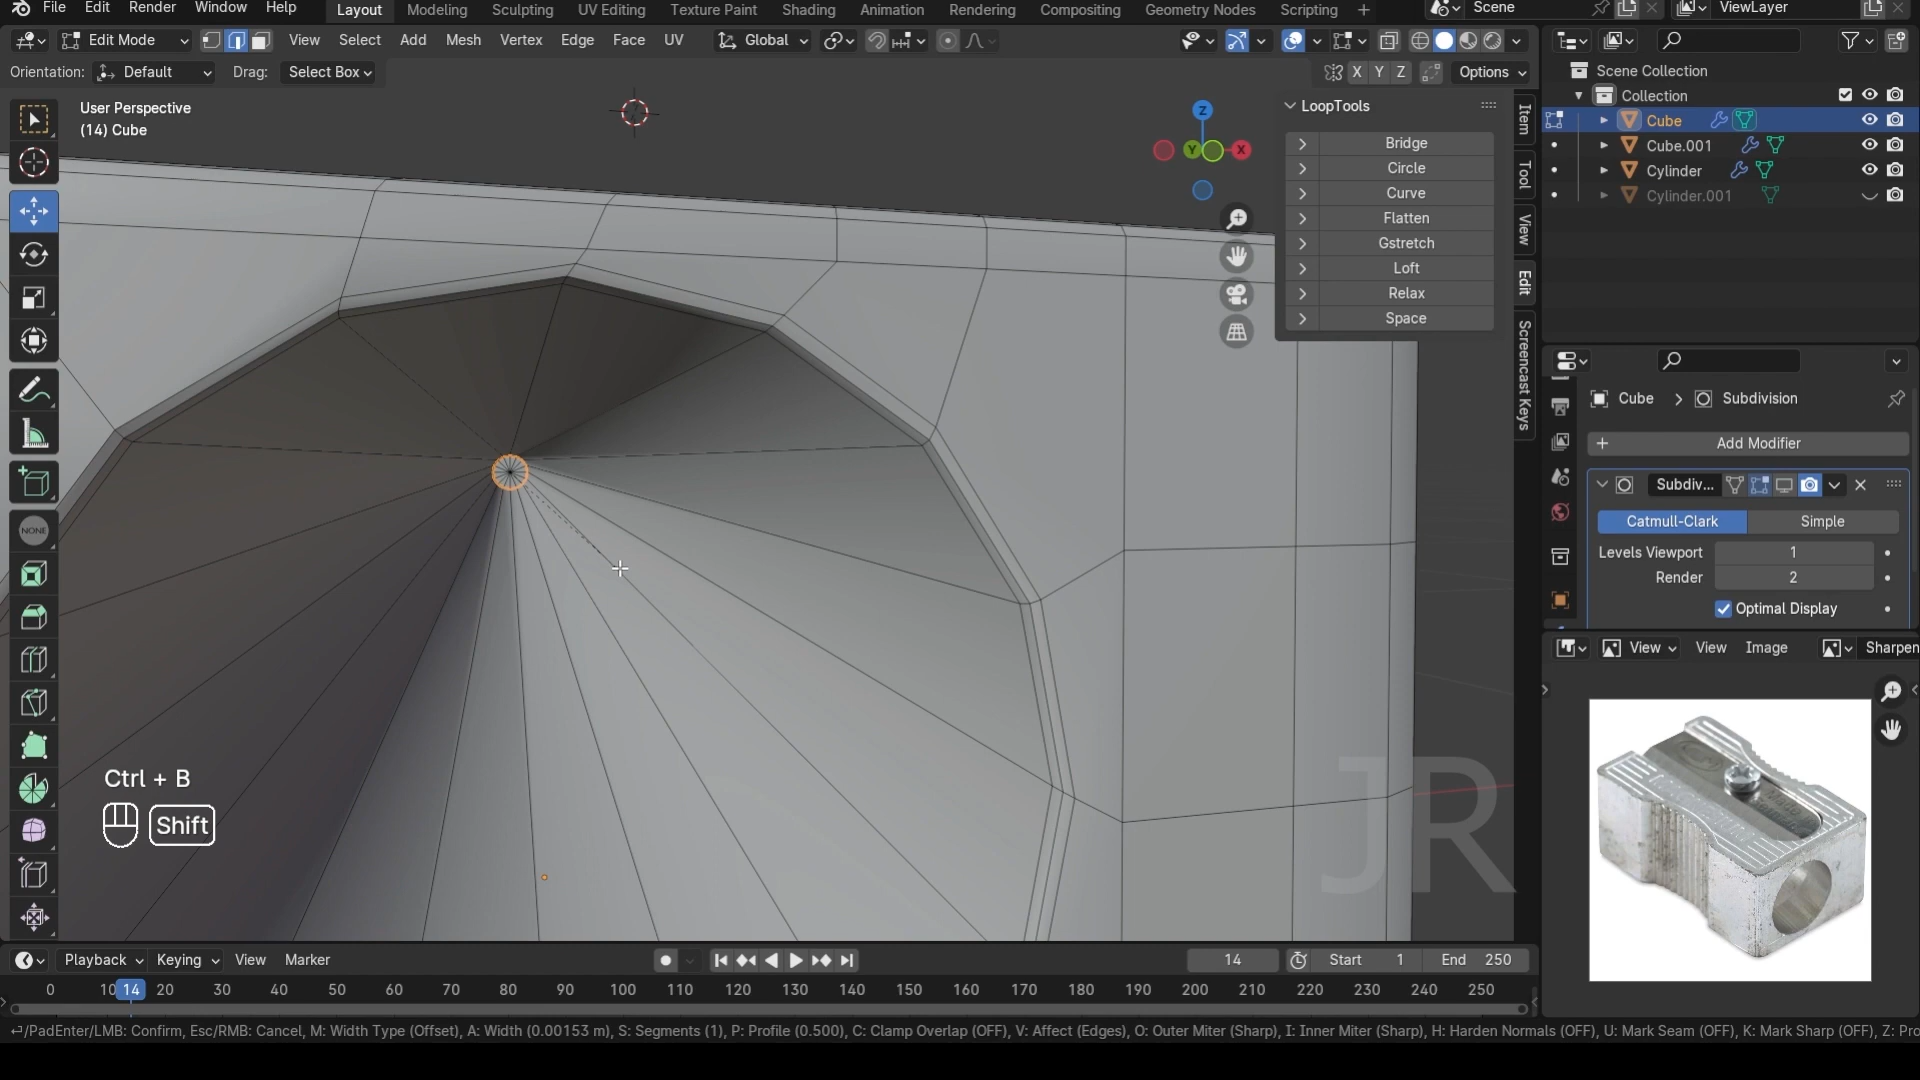 File Edit Render Window Help Layout Modeling Sculpting UV Editing Texture Paint Shading Animation Rendering Compositing Geometry Nodes Scripting + Scene ViewLayer
Edit Mode View Select Add Mesh Vertex Edge Face UV Global
Orientation: Default Drag: Select Box X Y Z Options
User Perspective
(14) Cube
Z
Y
X
LoopTools
Bridge
Circle
Curve
Flatten
Gstretch
Loft
Relax
Space
Item
Tool
View
Edit
Screencast Keys
Scene Collection
Collection
Cube
Cube.001
Cylinder
Cylinder.001
Cube > Subdivision
+ Add Modifier
Subdiv...
Catmull-Clark Simple
Levels Viewport 1
Render 2
Optimal Display
View View Image Sharpen
NONE
Ctrl + B
Shift
JR
Playback Keying View Marker 14 Start 1 End 250
0 10 14 20 30 40 50 60 70 80 90 100 110 120 130 140 150 160 170 180 190 200 210 220 230 240 250
/PadEnter/LMB: Confirm, Esc/RMB: Cancel, M: Width Type (Offset), A: Width (0.00153 m), S: Segments (1), P: Profile (0.500), C: Clamp Overlap (OFF), V: Affect (Edges), O: Outer Miter (Sharp), I: Inner Miter (Sharp), H: Harden Normals (OFF), U: Mark Seam (OFF), K: Mark Sharp (OFF), Z: Pro